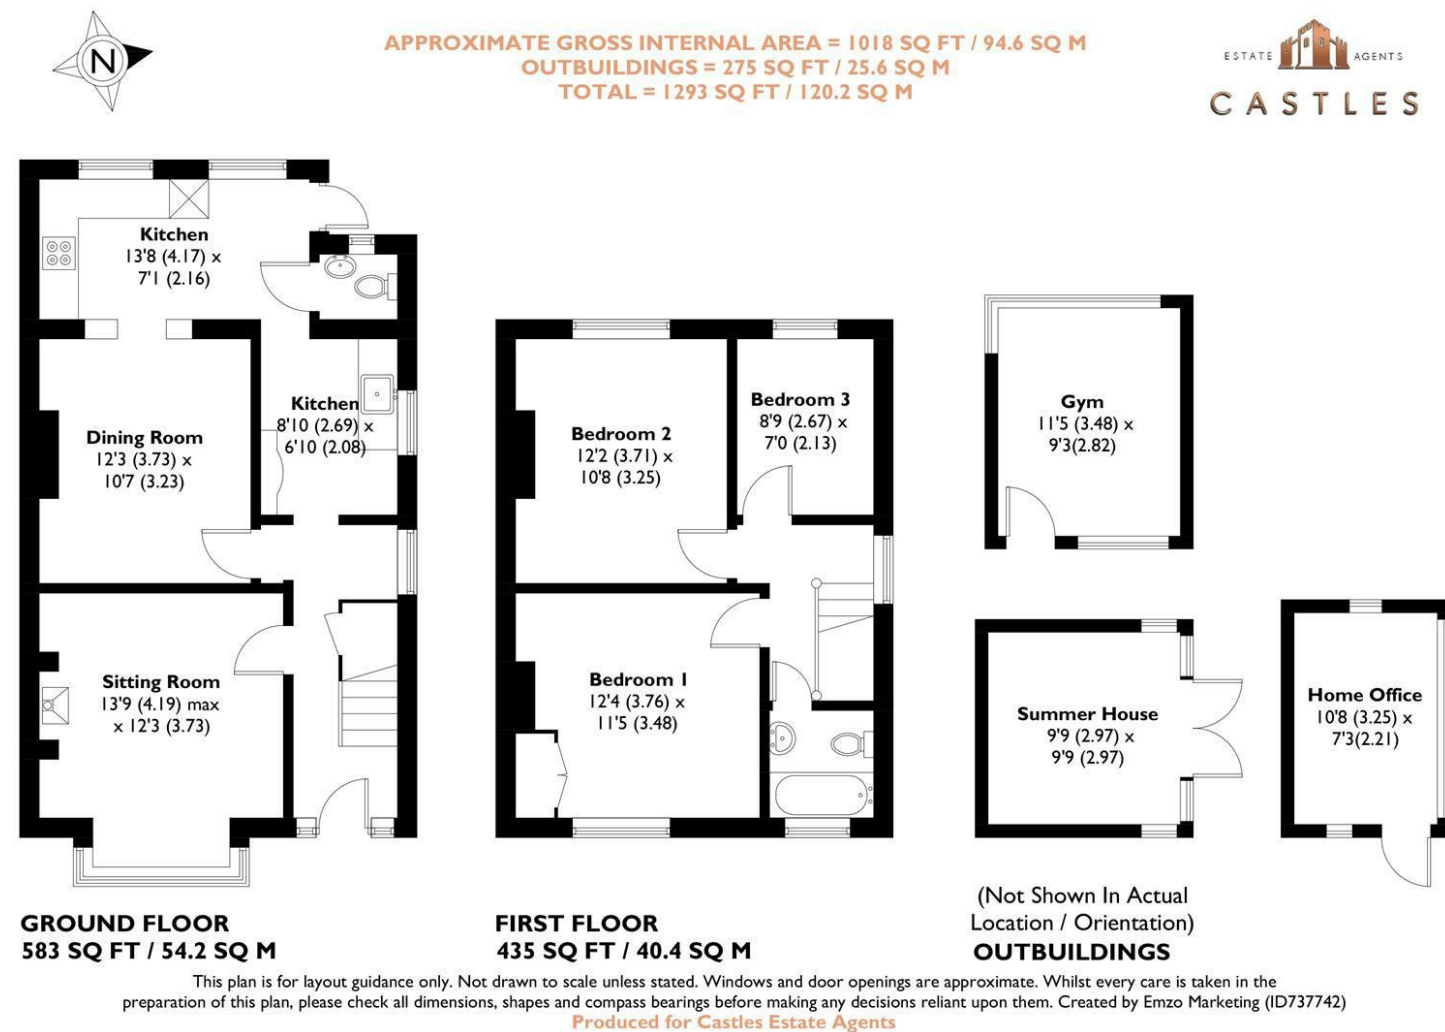 N
APPROXIMATE GROSS INTERNAL AREA = 1018 SQ FT / 94.6 SQ M
OUTBUILDINGS = 275 SQ FT / 25.6 SQ M
TOTAL = 1293 SQ FT / 120.2 SQ M
ESTATE AGENTS
CASTLES
Kitchen
13'8 (4.17) x
7'1 (2.16)
Kitchen
8'10 (2.69) x
6'10 (2.08)
Dining Room
12'3 (3.73) x
10'7 (3.23)
Sitting Room
13'9 (4.19) max
x 12'3 (3.73)
Bedroom 2
12'2 (3.71) x
10'8 (3.25)
Bedroom 3
8'9 (2.67) x
7'0 (2.13)
Bedroom 1
12'4 (3.76) x
11'5 (3.48)
Gym
11'5 (3.48) x
9'3(2.82)
Summer House
9'9 (2.97) x
9'9 (2.97)
Home Office
10'8 (3.25) x
7'3(2.21)
GROUND FLOOR
583 SQ FT / 54.2 SQ M
FIRST FLOOR
435 SQ FT / 40.4 SQ M
(Not Shown In Actual
Location / Orientation)
OUTBUILDINGS
This plan is for layout guidance only. Not drawn to scale unless stated. Windows and door openings are approximate. Whilst every care is taken in the
preparation of this plan, please check all dimensions, shapes and compass bearings before making any decisions reliant upon them. Created by Emzo Marketing (ID737742)
Produced for Castles Estate Agents